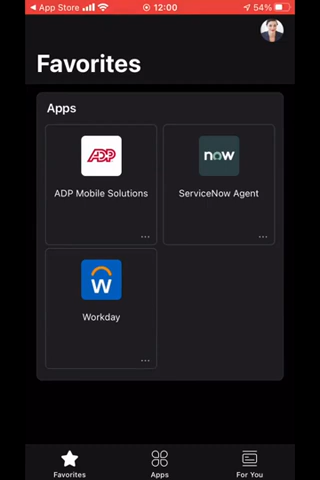 App Store 12:00 54%
Favorites
Apps
ADP
now
ADP Mobile Solutions
ServiceNow Agent
W
Workday
Favorites Apps For You